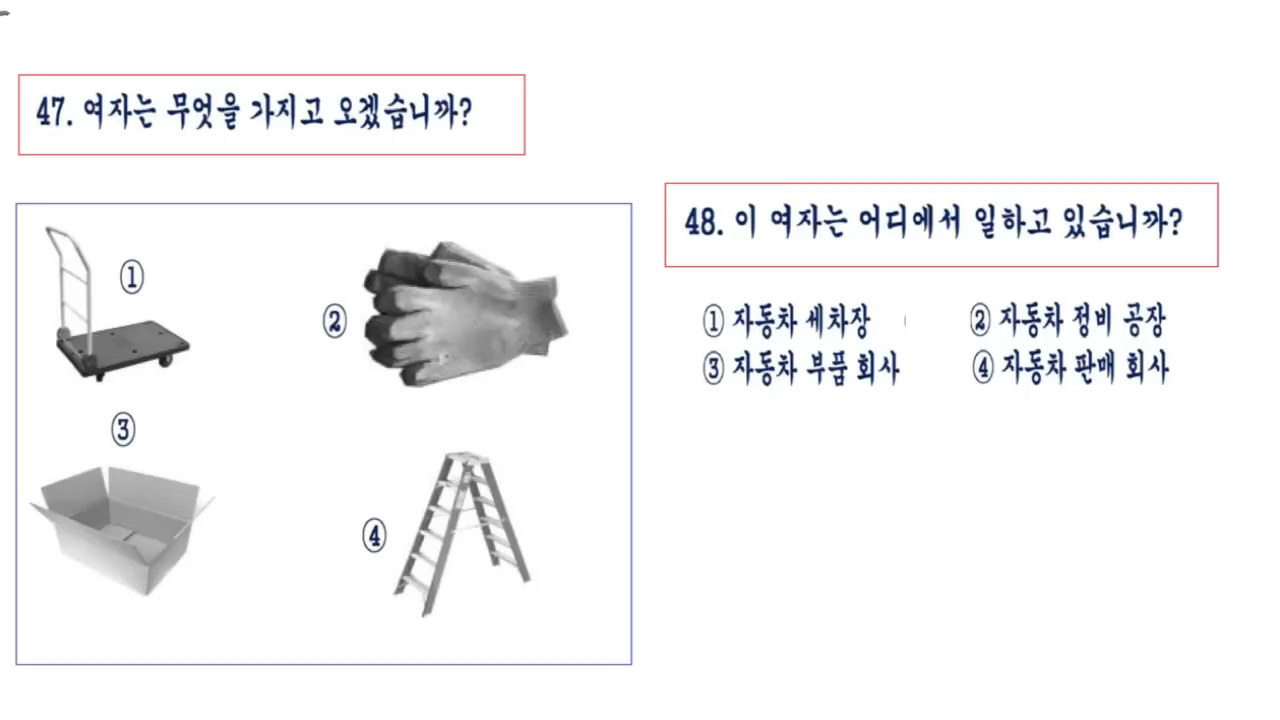 47. 여자는 무엇을 가지고 오겠습니까?
①
②
③
④
48. 이 여자는 어디에서 일하고 있습니까?
① 자동차 세차장
② 자동차 정비 공장
③ 자동차 부품 회사
④ 자동차 판매 회사